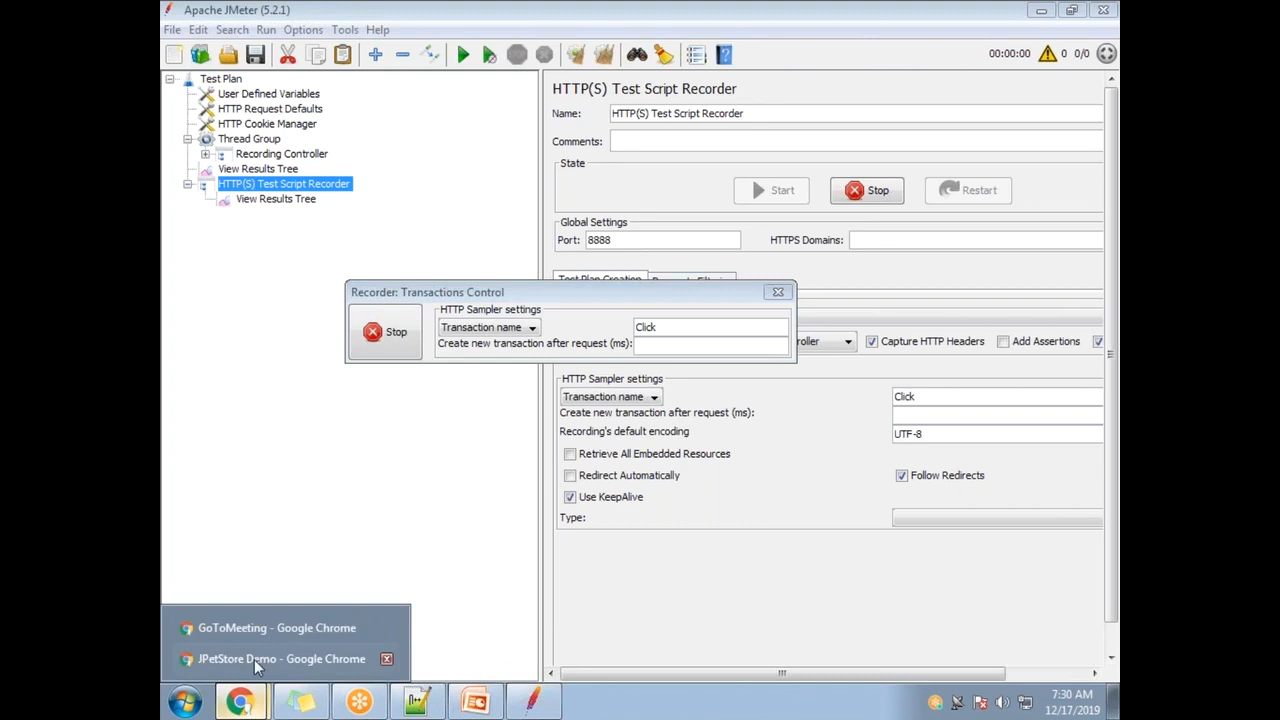 Apache JMeter (5.2.1)
File Edit Search Run Options Tools Help
00:00:00 0 0/0
Test Plan
User Defined Variables
HTTP Request Defaults
HTTP Cookie Manager
Thread Group
Recording Controller
View Results Tree
HTTP(S) Test Script Recorder
View Results Tree
HTTP(S) Test Script Recorder
Name: HTTP(S) Test Script Recorder
Comments:
State
Start Stop Restart
Global Settings
Port: 8888 HTTPS Domains:
Test Plan Creation
Recorder: Transactions Control
HTTP Sampler settings
Stop
Transaction name Click
Create new transaction after request (ms):
roller Capture HTTP Headers Add Assertions
HTTP Sampler settings
Transaction name Click
Create new transaction after request (ms):
Recording's default encoding UTF-8
Retrieve All Embedded Resources
Redirect Automatically Follow Redirects
Use KeepAlive
Type:
GoToMeeting - Google Chrome
JPetStore Demo - Google Chrome
7:30 AM
12/17/2019